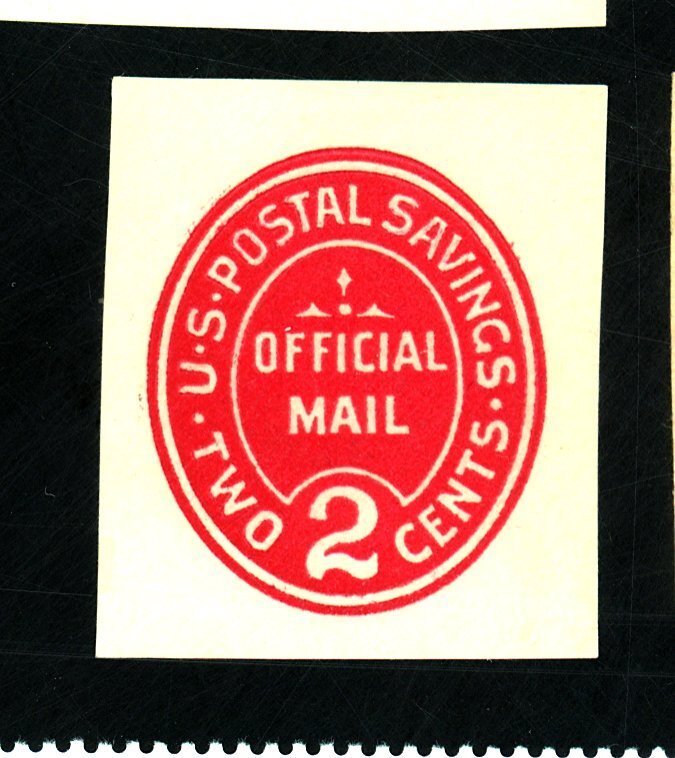 U·S·POSTAL SAVINGS·
OFFICIAL
MAIL
·TWO 2 CENTS·